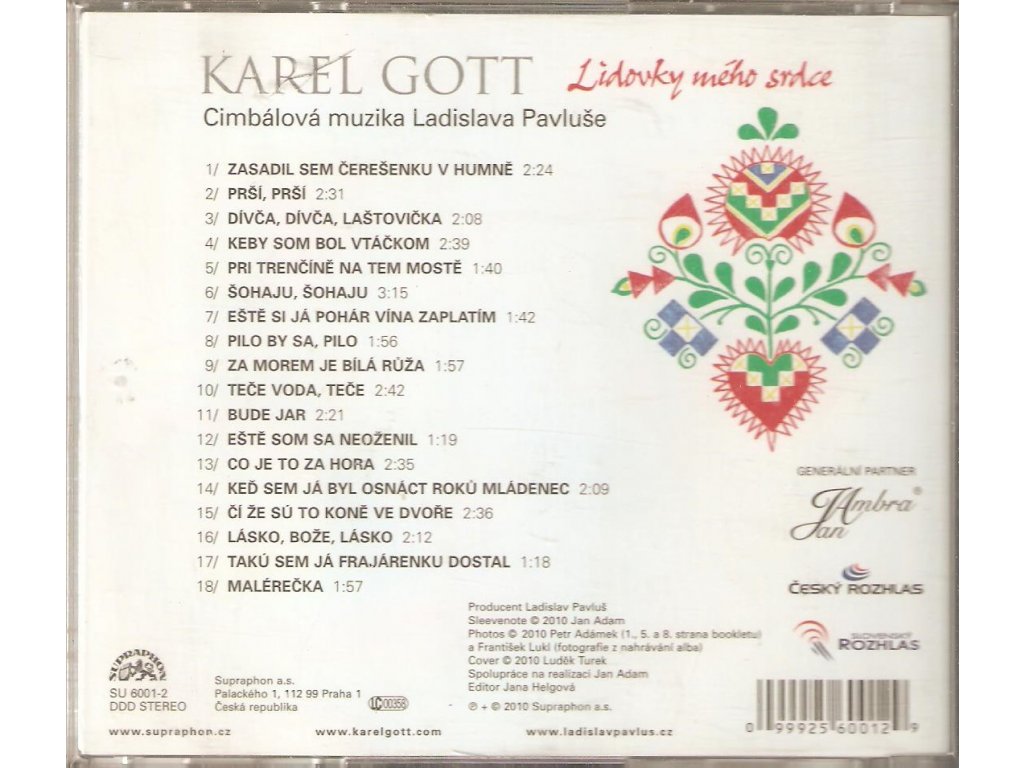 KAREL GOTT Lidovky mého srdce
Cimbálová muzika Ladislava Pavluše
1/ ZASADIL SEM ČEREŠENKU V HUMNĚ 2:24
2/ PRŠÍ, PRŠÍ 2:31
3/ DÍVČA, DÍVČA, LAŠTOVIČKA 2:08
4/ KEBY SOM BOL VTÁČKOM 2:39
5/ PRI TRENČÍNĚ NA TEM MOSTĚ 1:40
6/ ŠOHAJU, ŠOHAJU 3:15
7/ EŠTĚ SI JÁ POHÁR VÍNA ZAPLATÍM 1:42
8/ PILO BY SA, PILO 1:56
9/ ZA MOREM JE BÍLÁ RŮŽA 1:57
10/ TEČE VODA, TEČE 2:42
11/ BUDE JAR 2:21
12/ EŠTĚ SOM SA NEOŽENIL 1:19
13/ CO JE TO ZA HORA 2:35
14/ KEĎ SEM JÁ BYL OSNÁCT ROKŮ MLÁDENEC 2:09
15/ ČÍ ŽE SÚ TO KONĚ VE DVOŘE 2:36
16/ LÁSKO, BOŽE, LÁSKO 2:12
17/ TAKÚ SEM JÁ FRAJÁRENKU DOSTAL 1:18
18/ MALÉREČKA 1:57
GENERÁLNÍ PARTNER
Jan Ambra®
ČESKÝ ROZHLAS
SLOVENSKÝ
ROZHLAS
Producent Ladislav Pavluš
Sleevenote © 2010 Jan Adam
Photos © 2010 Petr Adámek (1., 5. a 8. strana bookletu)
a František Lukl (fotografie z nahrávání alba)
Cover © 2010 Luděk Turek
Spolupráce na realizaci Jan Adam
Editor Jana Helgová
℗ + © 2010 Supraphon a.s.
SUPRAPHON
SU 6001-2
DDD STEREO
Supraphon a.s.
Palackého 1, 112 99 Praha 1
Česká republika
LC 00358
www.supraphon.cz
www.karelgott.com
www.ladislavpavlus.cz
0 99925 60012 9